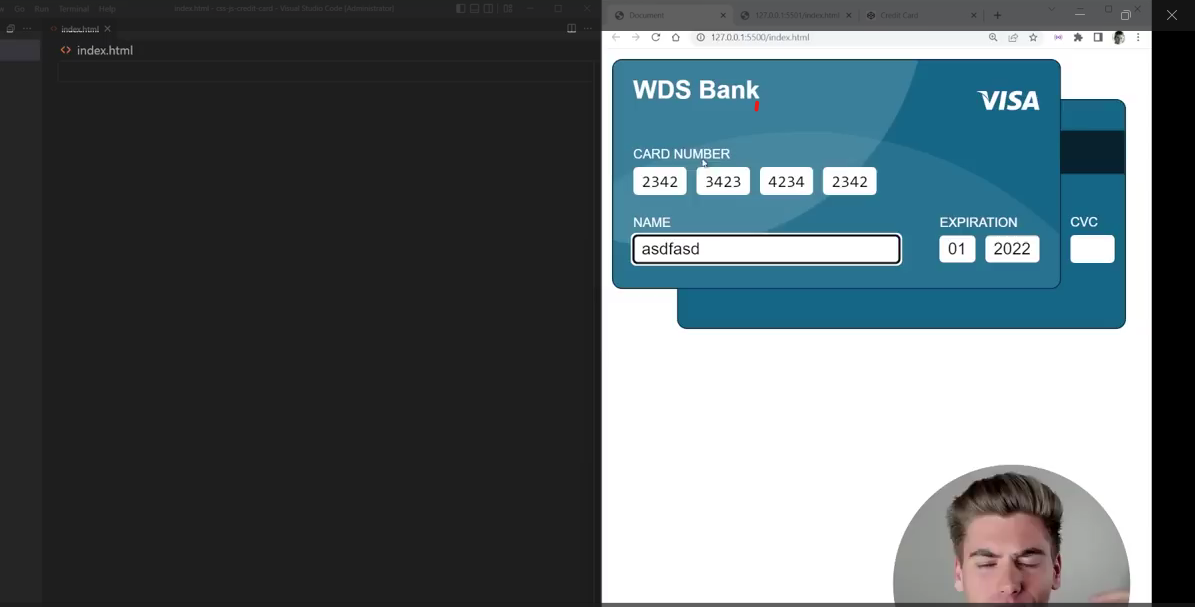 Go Run Terminal Help
index.html - no-js-credit-card - Visual Studio Code (Administrator)
index.html
index.html
Document
127.0.0.1:5501/index.html
Credit Card
127.0.0.1:5500/index.html
WDS Bank
VISA
CARD NUMBER
2342 3423 4234 2342
NAME
EXPIRATION
CVC
asdfasd
01 2022